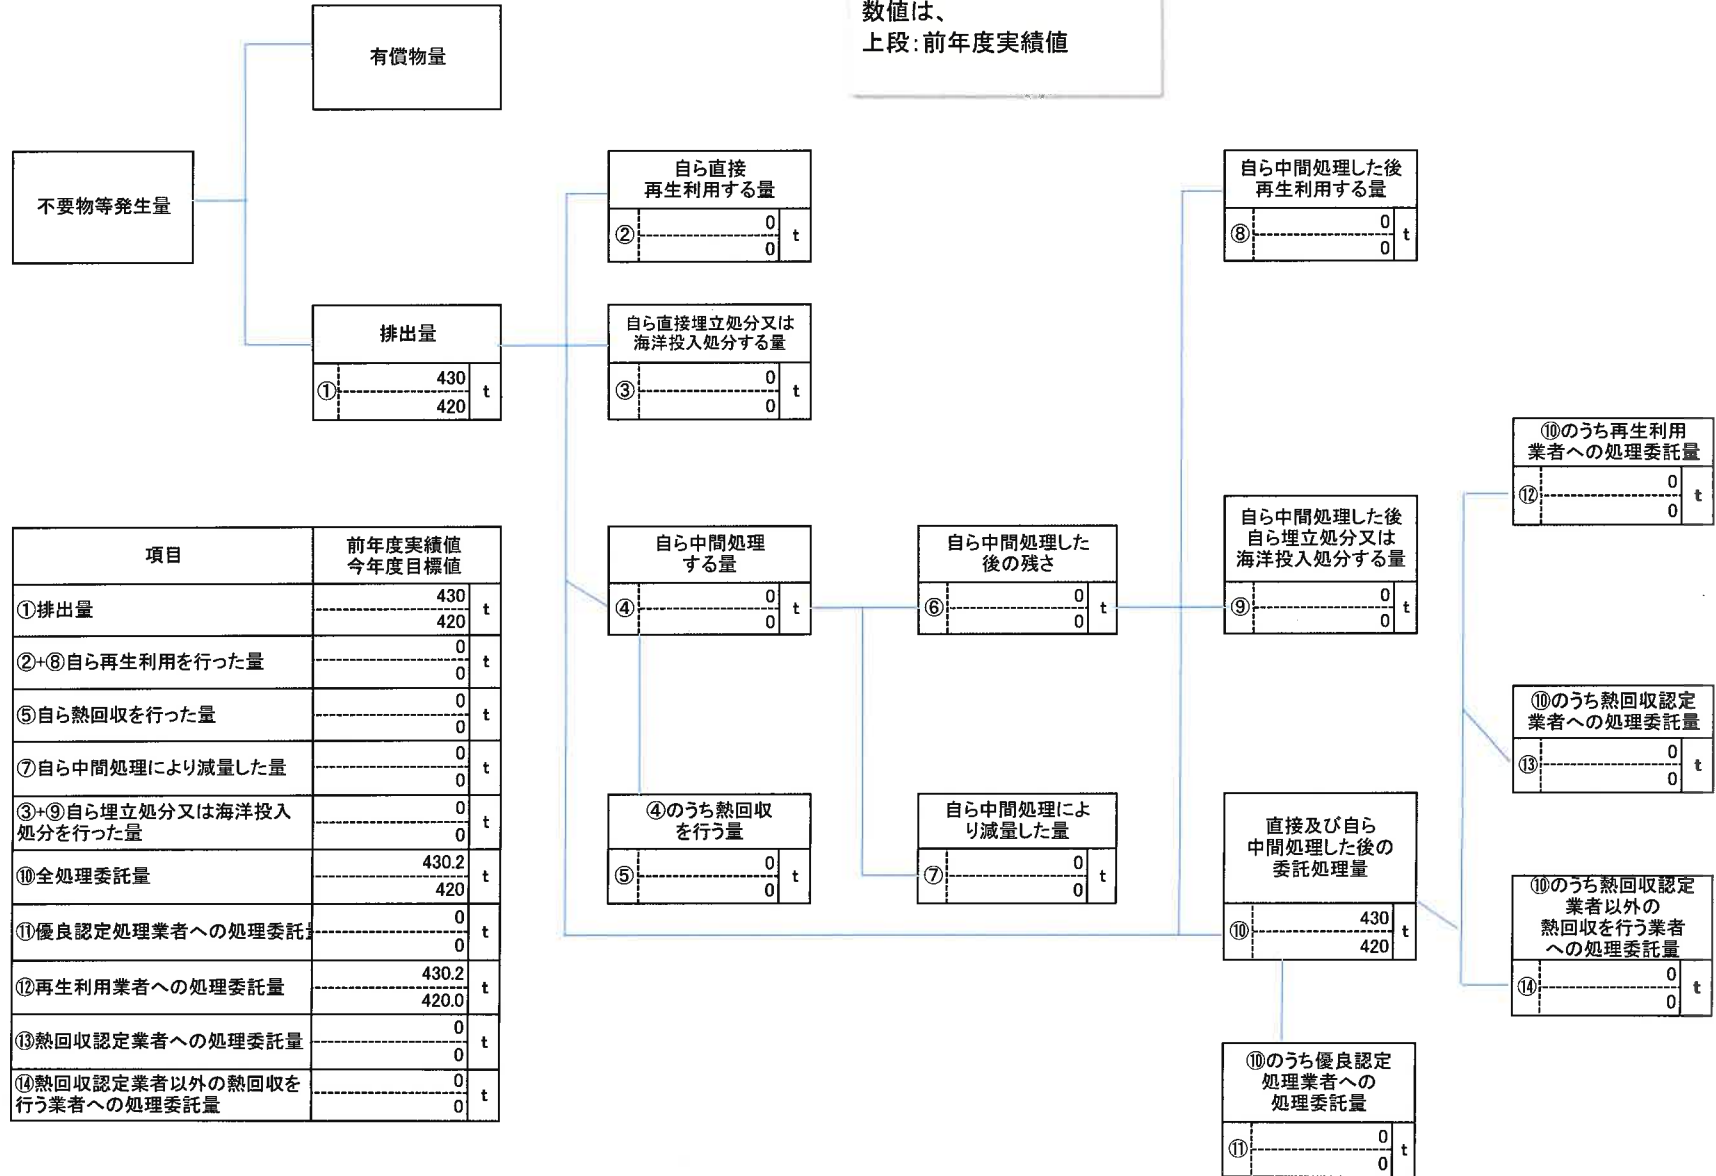 数値は、
上段:前年度実績値
有償物量
不要物等発生量
排出量
①
430
420
t
自ら直接
再生利用する量
②
0
0
t
自ら直接埋立処分又は
海洋投入処分する量
③
0
0
t
自ら中間処理
する量
④
0
0
t
④のうち熱回収
を行う量
⑤
0
0
t
自ら中間処理した
後の残さ
⑥
0
0
t
自ら中間処理によ
り減量した量
⑦
0
0
t
自ら中間処理した後
再生利用する量
⑧
0
0
t
自ら中間処理した後
自ら埋立処分又は
海洋投入処分する量
⑨
0
0
t
直接及び自ら
中間処理した後の
委託処理量
⑩
430
420
t
⑩のうち優良認定
処理業者への
処理委託量
⑪
0
0
t
⑩のうち再生利用
業者への処理委託量
⑫
0
0
t
⑩のうち熱回収認定
業者への処理委託量
⑬
0
0
t
⑩のうち熱回収認定
業者以外の
熱回収を行う業者
への処理委託量
⑭
0
0
t
項目
前年度実績値
今年度目標値
①排出量
430
420
t
②+⑧自ら再生利用を行った量
0
0
t
⑤自ら熱回収を行った量
0
0
t
⑦自ら中間処理により減量した量
0
0
t
③+⑨自ら埋立処分又は海洋投入
処分を行った量
0
0
t
⑩全処理委託量
430.2
420
t
⑪優良認定処理業者への処理委託
0
0
t
⑫再生利用業者への処理委託量
430.2
420.0
t
⑬熱回収認定業者への処理委託量
0
0
t
⑭熱回収認定業者以外の熱回収を
行う業者への処理委託量
0
0
t